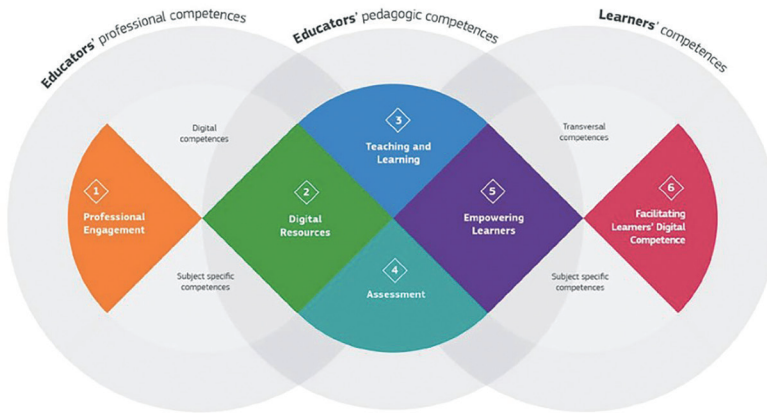 Educators' professional competences
Educators' pedagogic competences
Learners' competences
Digital
competences
Transversal
competences
3
Teaching and
Learning
1
Professional
Engagement
2
Digital
Resources
5
Empowering
Learners
6
Facilitating
Learners' Digital
Competence
4
Assessment
Subject specific
competences
Subject specific
competences